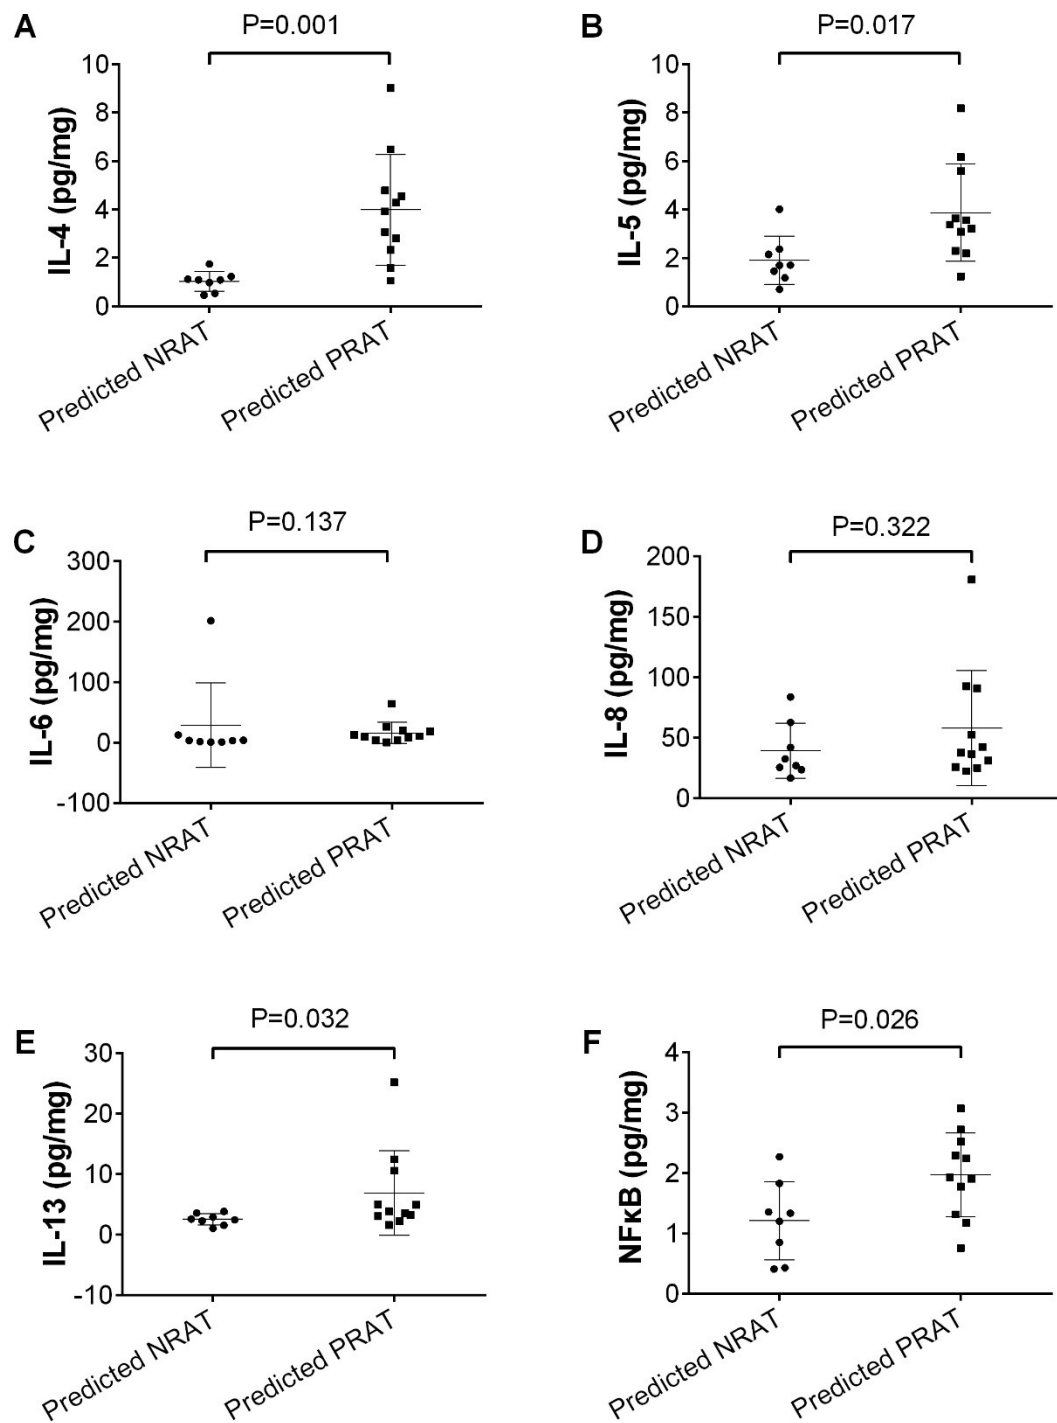 A
P=0.001
IL-4 (pg/mg)
10
8
6
4
2
0
Predicted NRAT
Predicted PRAT
B
P=0.017
IL-5 (pg/mg)
10
8
6
4
2
0
Predicted NRAT
Predicted PRAT
C
P=0.137
IL-6 (pg/mg)
300
200
100
0
-100
Predicted NRAT
Predicted PRAT
D
P=0.322
IL-8 (pg/mg)
200
150
100
50
0
Predicted NRAT
Predicted PRAT
E
P=0.032
IL-13 (pg/mg)
30
20
10
0
-10
Predicted NRAT
Predicted PRAT
F
P=0.026
NFκB (pg/mg)
4
3
2
1
0
Predicted NRAT
Predicted PRAT